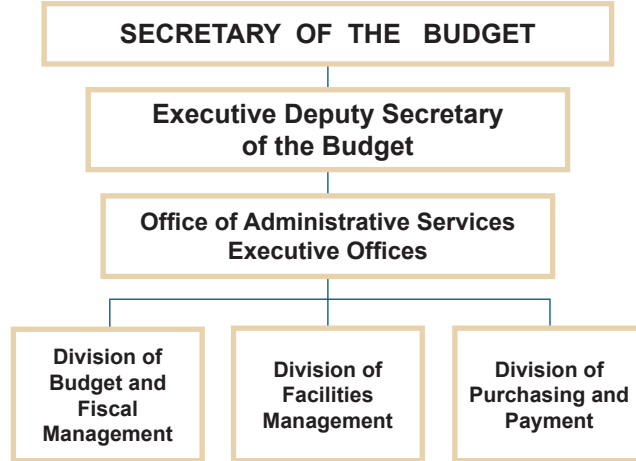 SECRETARY OF THE BUDGET
Executive Deputy Secretary
of the Budget
Office of Administrative Services
Executive Offices
Division of
Budget and
Fiscal
Management
Division of
Facilities
Management
Division of
Purchasing and
Payment